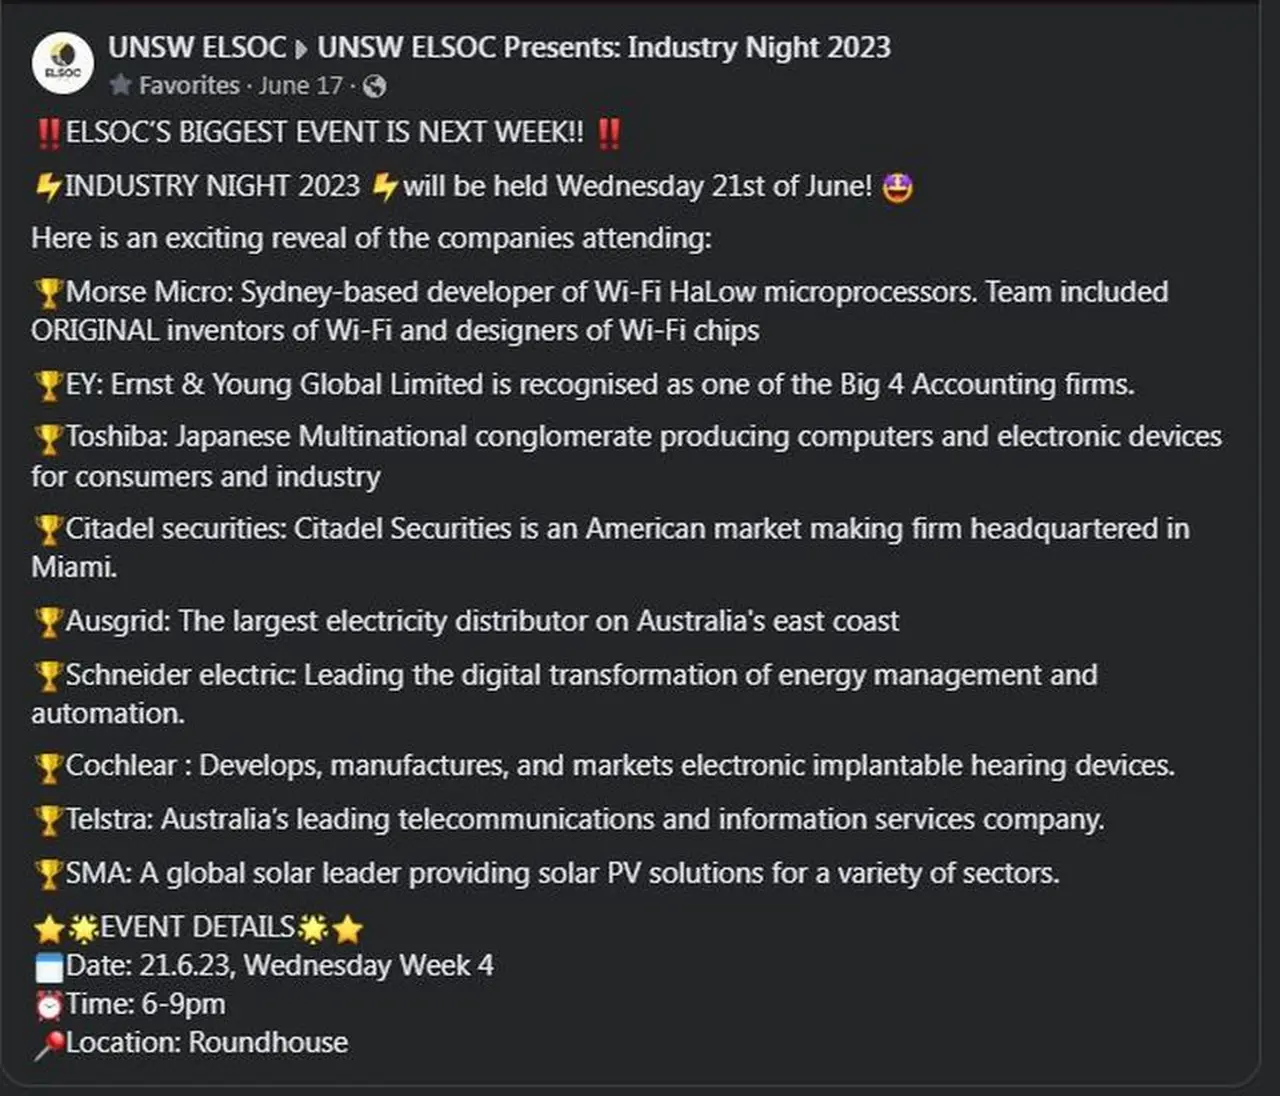 ELSOC
UNSW ELSOC ▸ UNSW ELSOC Presents: Industry Night 2023
Favorites · June 17 ·
‼️ELSOC'S BIGGEST EVENT IS NEXT WEEK!! ‼️
⚡INDUSTRY NIGHT 2023 ⚡will be held Wednesday 21st of June! 🤩
Here is an exciting reveal of the companies attending:
🏆Morse Micro: Sydney-based developer of Wi-Fi HaLow microprocessors. Team included
ORIGINAL inventors of Wi-Fi and designers of Wi-Fi chips
🏆EY: Ernst & Young Global Limited is recognised as one of the Big 4 Accounting firms.
🏆Toshiba: Japanese Multinational conglomerate producing computers and electronic devices
for consumers and industry
🏆Citadel securities: Citadel Securities is an American market making firm headquartered in
Miami.
🏆Ausgrid: The largest electricity distributor on Australia's east coast
🏆Schneider electric: Leading the digital transformation of energy management and
automation.
🏆Cochlear : Develops, manufactures, and markets electronic implantable hearing devices.
🏆Telstra: Australia's leading telecommunications and information services company.
🏆SMA: A global solar leader providing solar PV solutions for a variety of sectors.
⭐🌟EVENT DETAILS🌟⭐
🗓️Date: 21.6.23, Wednesday Week 4
⏰Time: 6-9pm
📍Location: Roundhouse